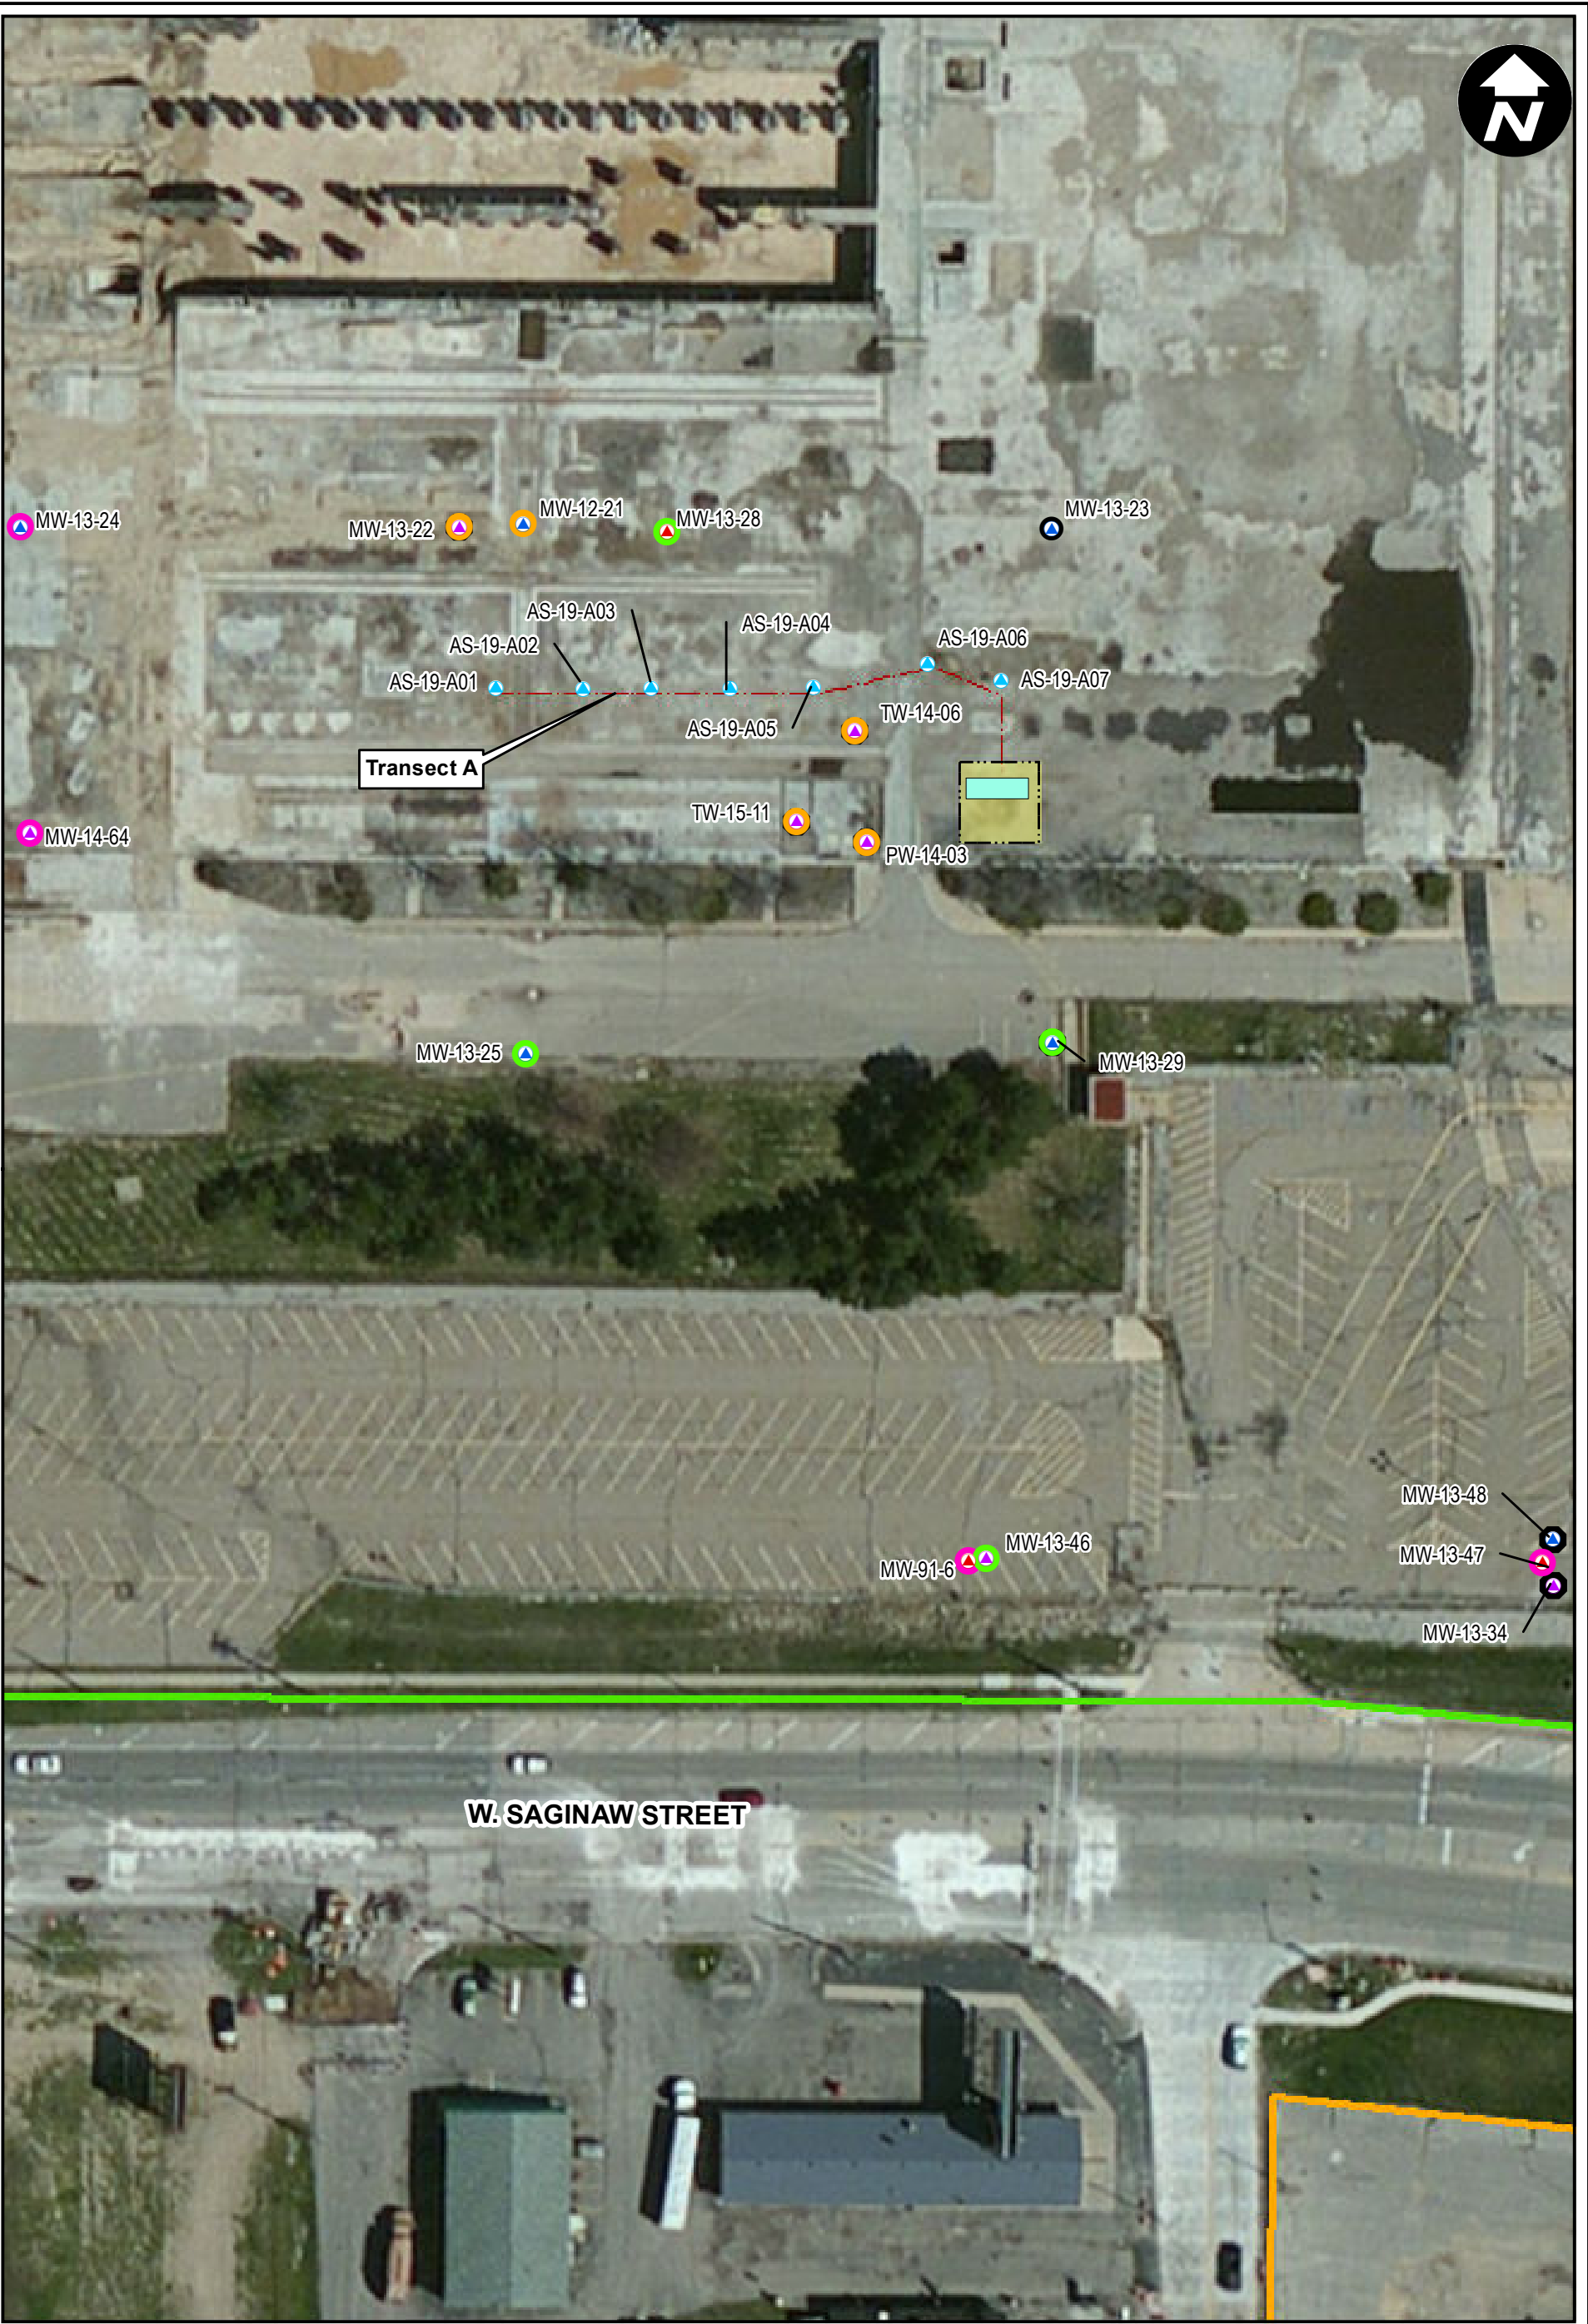 N
MW-13-24
MW-13-22
MW-12-21
MW-13-28
MW-13-23
AS-19-A03
AS-19-A04
AS-19-A02
AS-19-A06
AS-19-A01
AS-19-A07
AS-19-A05
TW-14-06
Transect A
TW-15-11
MW-14-64
PW-14-03
MW-13-25
MW-13-29
MW-13-48
MW-13-46
MW-13-47
MW-91-6
MW-13-34
W. SAGINAW STREET